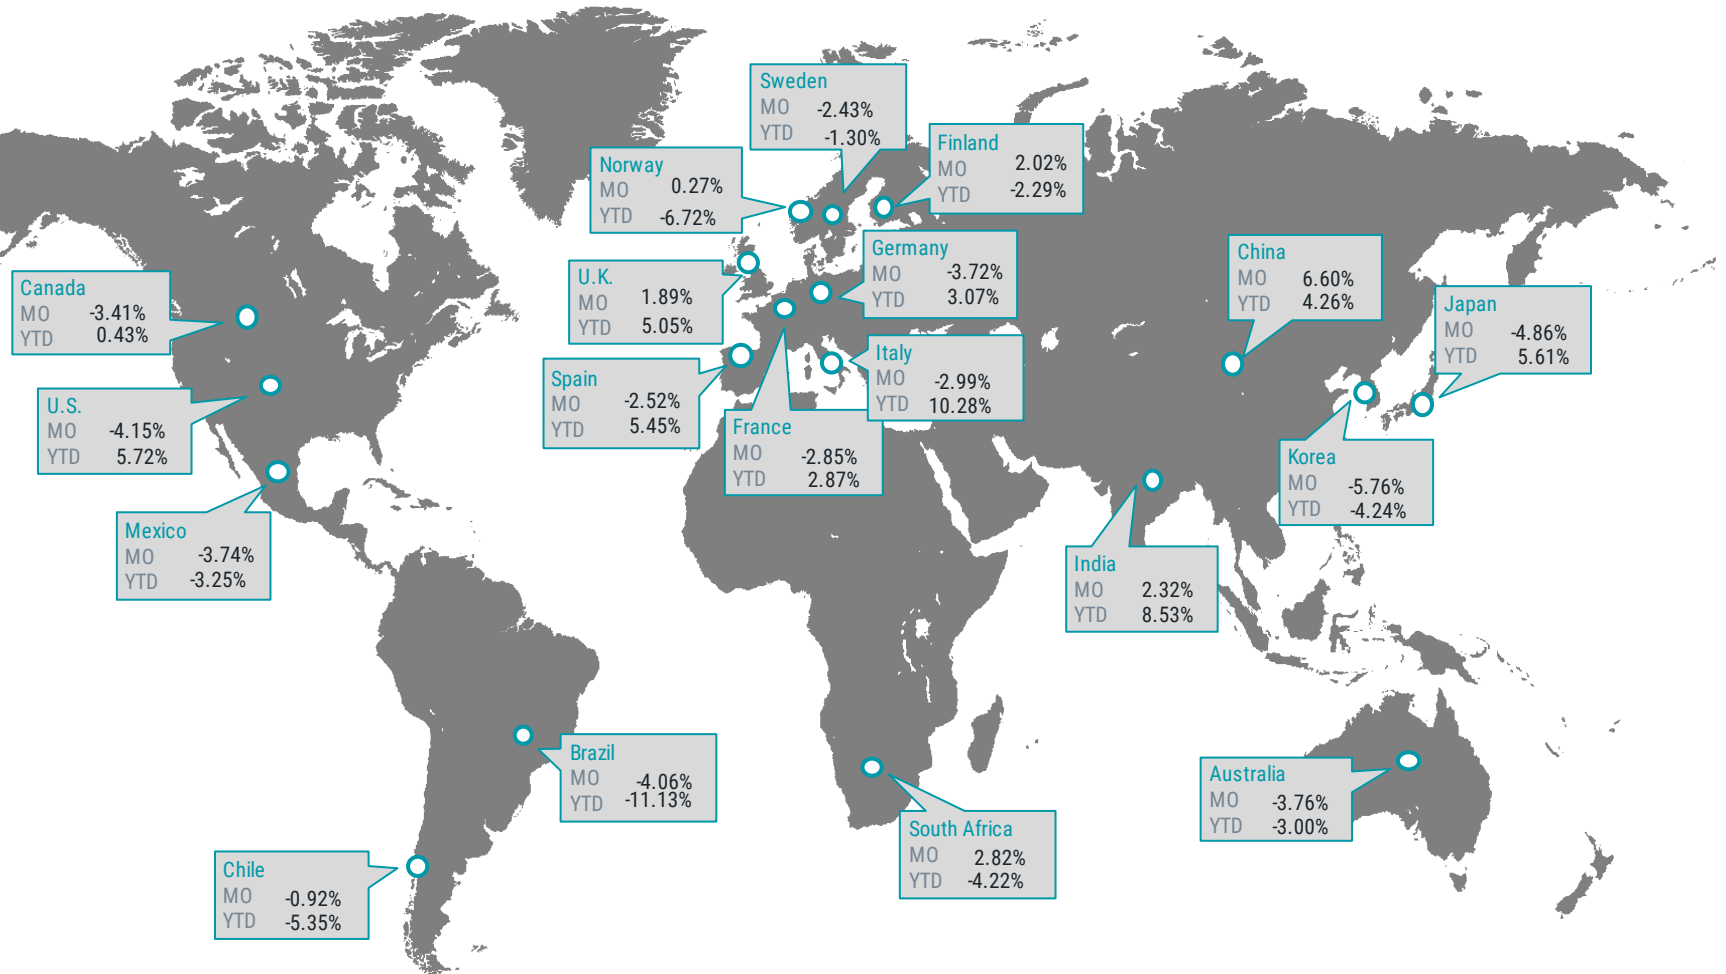 Sweden
MO -2.43%
YTD -1.30%
Finland
MO 2.02%
YTD -2.29%
Norway
MO 0.27%
YTD -6.72%
Germany
MO -3.72%
YTD 3.07%
U.K.
MO 1.89%
YTD 5.05%
China
MO 6.60%
YTD 4.26%
Canada
MO -3.41%
YTD 0.43%
Japan
MO -4.86%
YTD 5.61%
Italy
MO -2.99%
YTD 10.28%
Spain
MO -2.52%
YTD 5.45%
U.S.
MO -4.15%
YTD 5.72%
France
MO -2.85%
YTD 2.87%
Korea
MO -5.76%
YTD -4.24%
Mexico
MO -3.74%
YTD -3.25%
India
MO 2.32%
YTD 8.53%
Brazil
MO -4.06%
YTD -11.13%
Australia
MO -3.76%
YTD -3.00%
South Africa
MO 2.82%
YTD -4.22%
Chile
MO -0.92%
YTD -5.35%